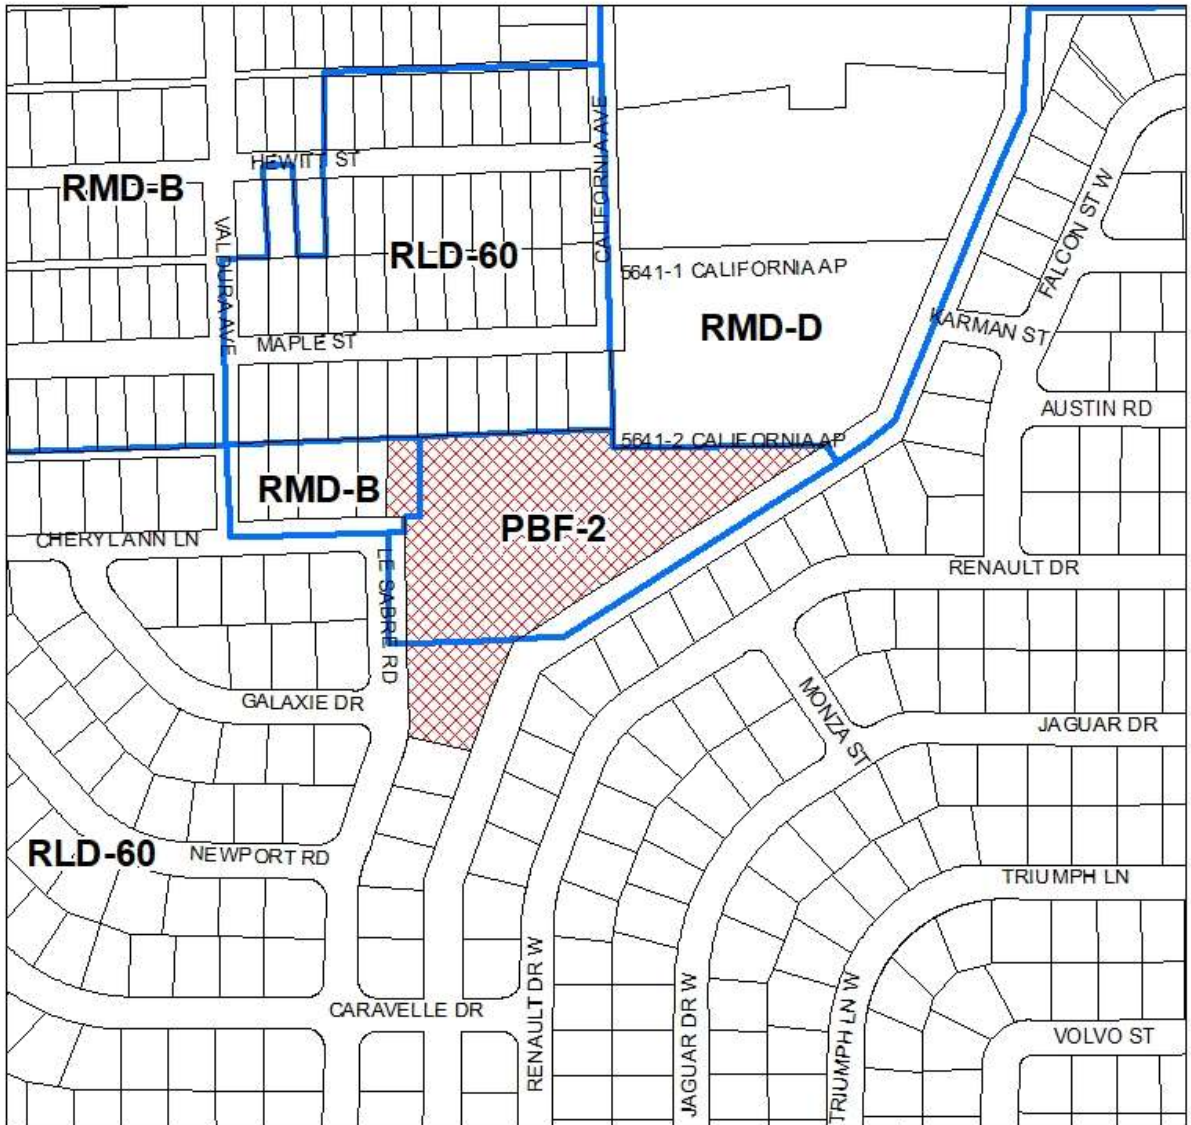 CALIFORNIA AVE
HEWITT ST
RMD-B
FALCON ST W
VALDURA AVE
RLD-60
5641-1 CALIFORNIA AP
RMD-D
KARMAN ST
MAPLE ST
AUSTIN RD
5641-2 CALIFORNIA AP
RMD-B
PBF-2
CHERYLANN LN
RENAULT DR
LE SABRE RD
GALAXIE DR
MONZA ST
JAGUAR DR
RLD-60
NEWPORT RD
TRIUMPH LN
RENAULT DR W
JAGUAR DR W
TRIUMPH LN W
CARAVELLE DR
VOLVO ST